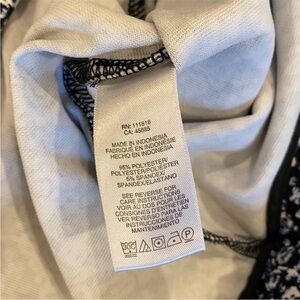 RN: 111818
CA: 45885
MADE IN INDONESIA
FABRIQUÉ EN INDONÉSIE
HECHO EN INDONESIA
95% POLYESTER/
POLYESTER/POLIÉSTER
5% SPANDEX/
SPANDEX/ELASTANO
SEE REVERSE FOR
CARE INSTRUCTIONS
VOIR AU DOS POUR LES
CONSIGNES D'ENTRETIEN
VER AL REVERSO LAS
INSTRUCCIONES DE
MANTENIMIENTO